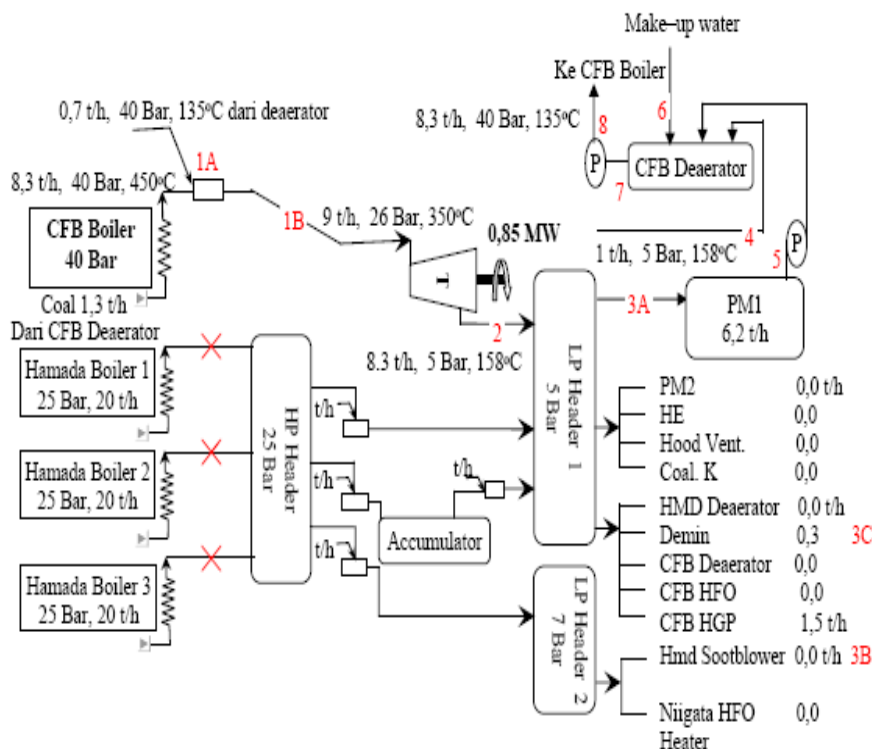 Make–up water
Ke CFB Boiler
0,7 t/h, 40 Bar, 135ºC dari deaerator
8,3 t/h, 40 Bar, 135ºC
8
6
1A
P
CFB Deaerator
7
8,3 t/h, 40 Bar, 450ºC
1B
9 t/h, 26 Bar, 350ºC
CFB Boiler
40 Bar
0,85 MW
4
P
T
1 t/h, 5 Bar, 158ºC
5
Coal 1,3 t/h
3A
PM1
6,2 t/h
Dari CFB Deaerator
2
Hamada Boiler 1
25 Bar, 20 t/h
8.3 t/h, 5 Bar, 158ºC
LP Header 1
5 Bar
HP Header
25 Bar
PM2 0,0 t/h
HE 0,0
Hood Vent. 0,0
Coal. K 0,0
t/h
Hamada Boiler 2
25 Bar, 20 t/h
t/h
t/h
HMD Deaerator 0,0 t/h
Demin 0,3 3C
CFB Deaerator 0,0
CFB HFO 0,0
CFB HGP 1,5 t/h
Accumulator
t/h
Hamada Boiler 3
25 Bar, 20 t/h
LP Header 2
7 Bar
Hmd Sootblower 0,0 t/h 3B
Niigata HFO 0,0
Heater